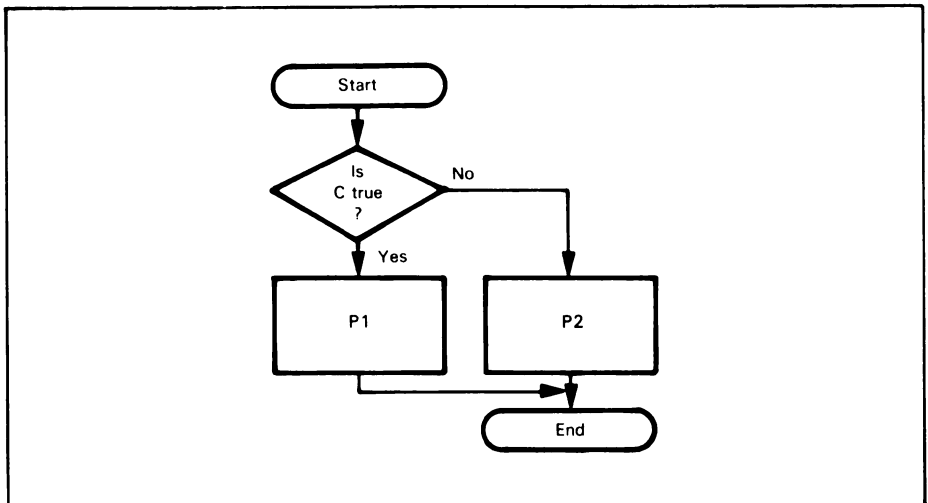 Start
Is
C true
?
No
Yes
P1
P2
End